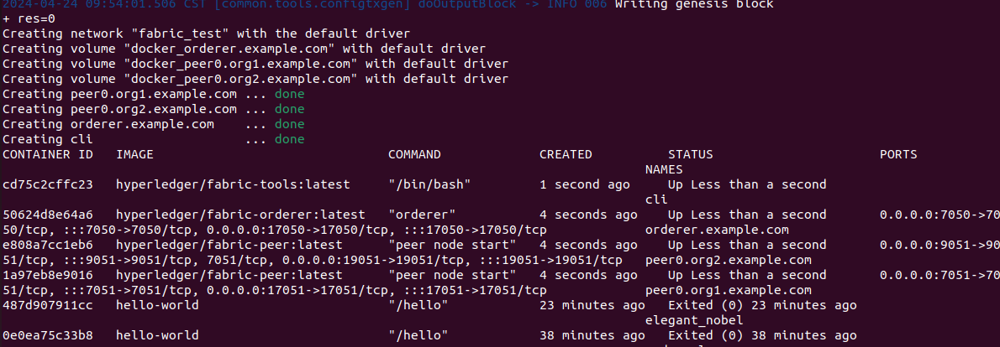 2024-04-24 09:54:01.506 CST [common.tools.configtxgen] doOutputBlock -> INFO 006 Writing genesis block
+ res=0
Creating network "fabric_test" with the default driver
Creating volume "docker_orderer.example.com" with default driver
Creating volume "docker_peer0.org1.example.com" with default driver
Creating volume "docker_peer0.org2.example.com" with default driver
Creating peer0.org1.example.com ... done
Creating peer0.org2.example.com ... done
Creating orderer.example.com    ... done
Creating cli                    ... done
CONTAINER ID   IMAGE                               COMMAND             CREATED          STATUS                      PORTS
NAMES
cd75c2cffc23   hyperledger/fabric-tools:latest     "/bin/bash"         1 second ago     Up Less than a second
cli
50624d8e64a6   hyperledger/fabric-orderer:latest   "orderer"           4 seconds ago    Up Less than a second       0.0.0.0:7050->70
50/tcp, :::7050->7050/tcp, 0.0.0.0:17050->17050/tcp, :::17050->17050/tcp             orderer.example.com
e808a7cc1eb6   hyperledger/fabric-peer:latest      "peer node start"   4 seconds ago    Up Less than a second       0.0.0.0:9051->90
51/tcp, :::9051->9051/tcp, 7051/tcp, 0.0.0.0:19051->19051/tcp, :::19051->19051/tcp   peer0.org2.example.com
1a97eb8e9016   hyperledger/fabric-peer:latest      "peer node start"   4 seconds ago    Up Less than a second       0.0.0.0:7051->70
51/tcp, :::7051->7051/tcp, 0.0.0.0:17051->17051/tcp, :::17051->17051/tcp             peer0.org1.example.com
487d907911cc   hello-world                         "/hello"            23 minutes ago   Exited (0) 23 minutes ago
elegant_nobel
0e0ea75c33b8   hello-world                         "/hello"            38 minutes ago   Exited (0) 38 minutes ago